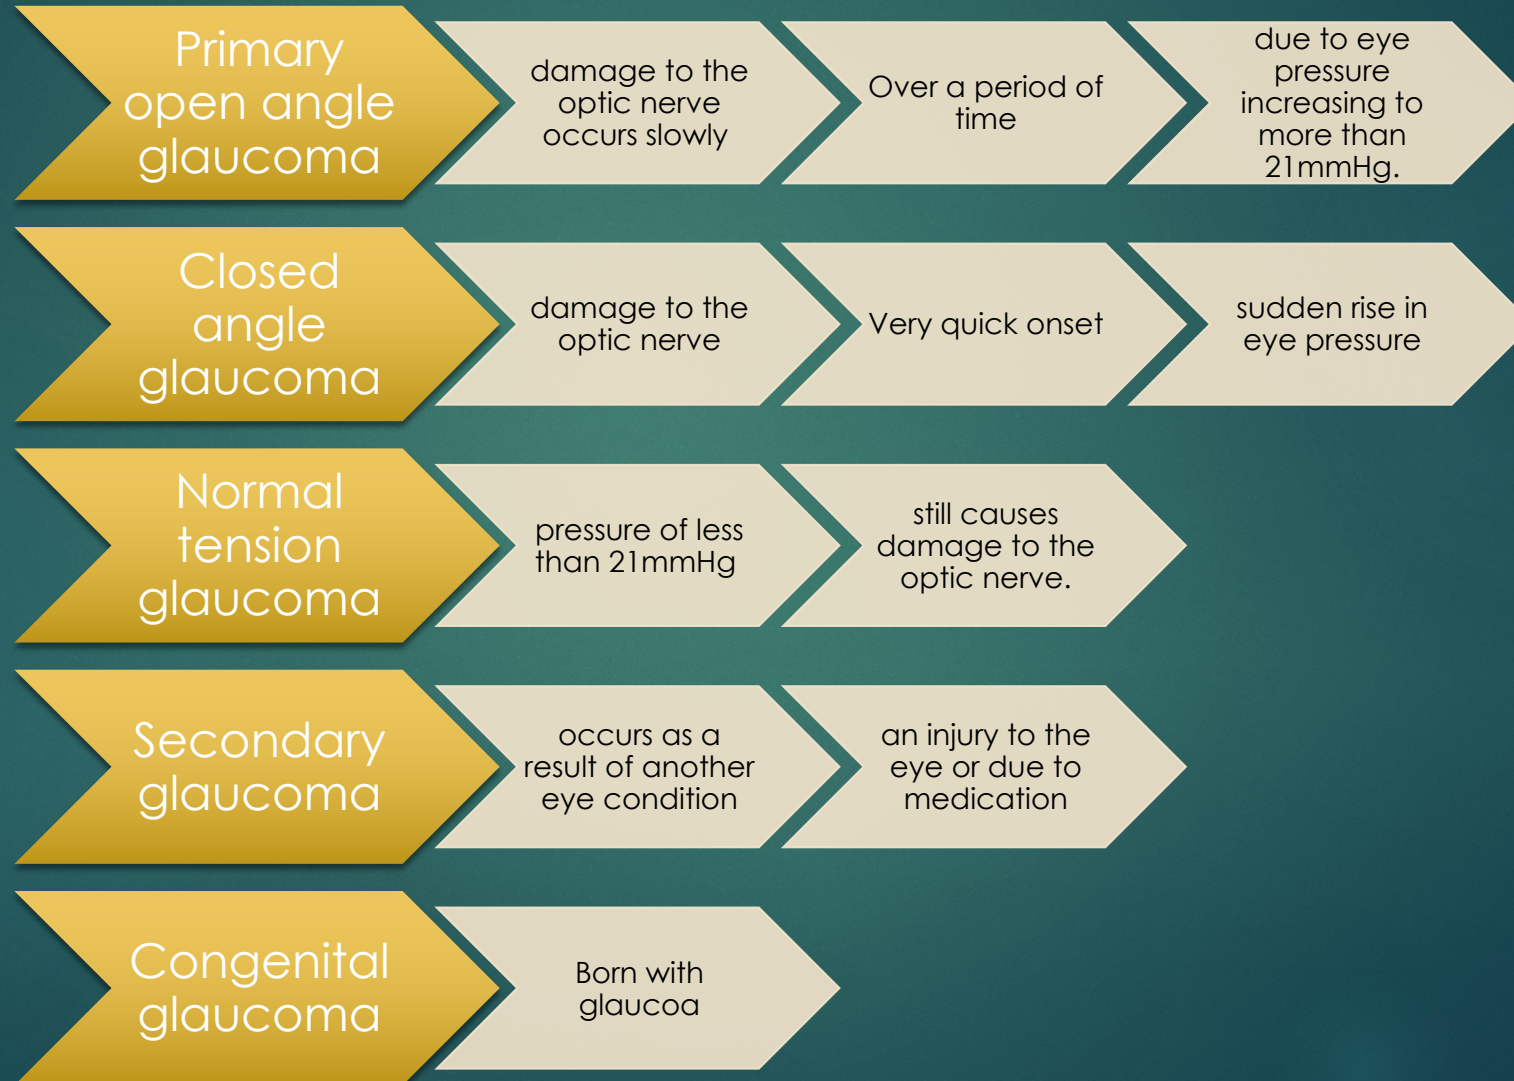 Primary
open angle
glaucoma
damage to the
optic nerve
occurs slowly
Over a period of
time
due to eye
pressure
increasing to
more than
21mmHg.
Closed
angle
glaucoma
damage to the
optic nerve
Very quick onset
sudden rise in
eye pressure
Normal
tension
glaucoma
pressure of less
than 21mmHg
still causes
damage to the
optic nerve.
Secondary
glaucoma
occurs as a
result of another
eye condition
an injury to the
eye or due to
medication
Congenital
glaucoma
Born with
glaucoa